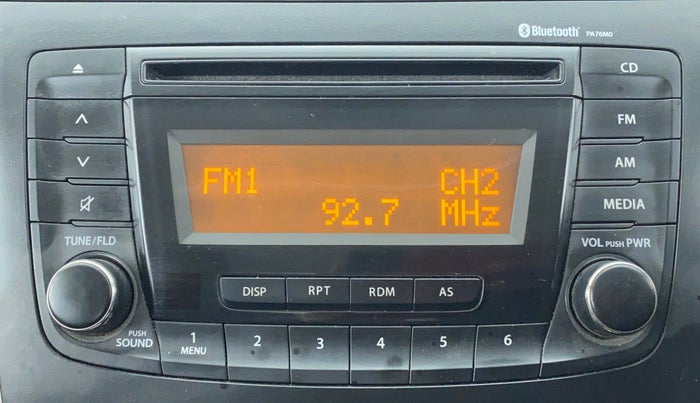 Bluetooth PA76M0
CD
FM
AM
MEDIA
FM1 CH2
92.7 MHz
TUNE/FLD
VOL PUSH PWR
DISP RPT RDM AS
PUSH SOUND
1 MENU 2 3 4 5 6